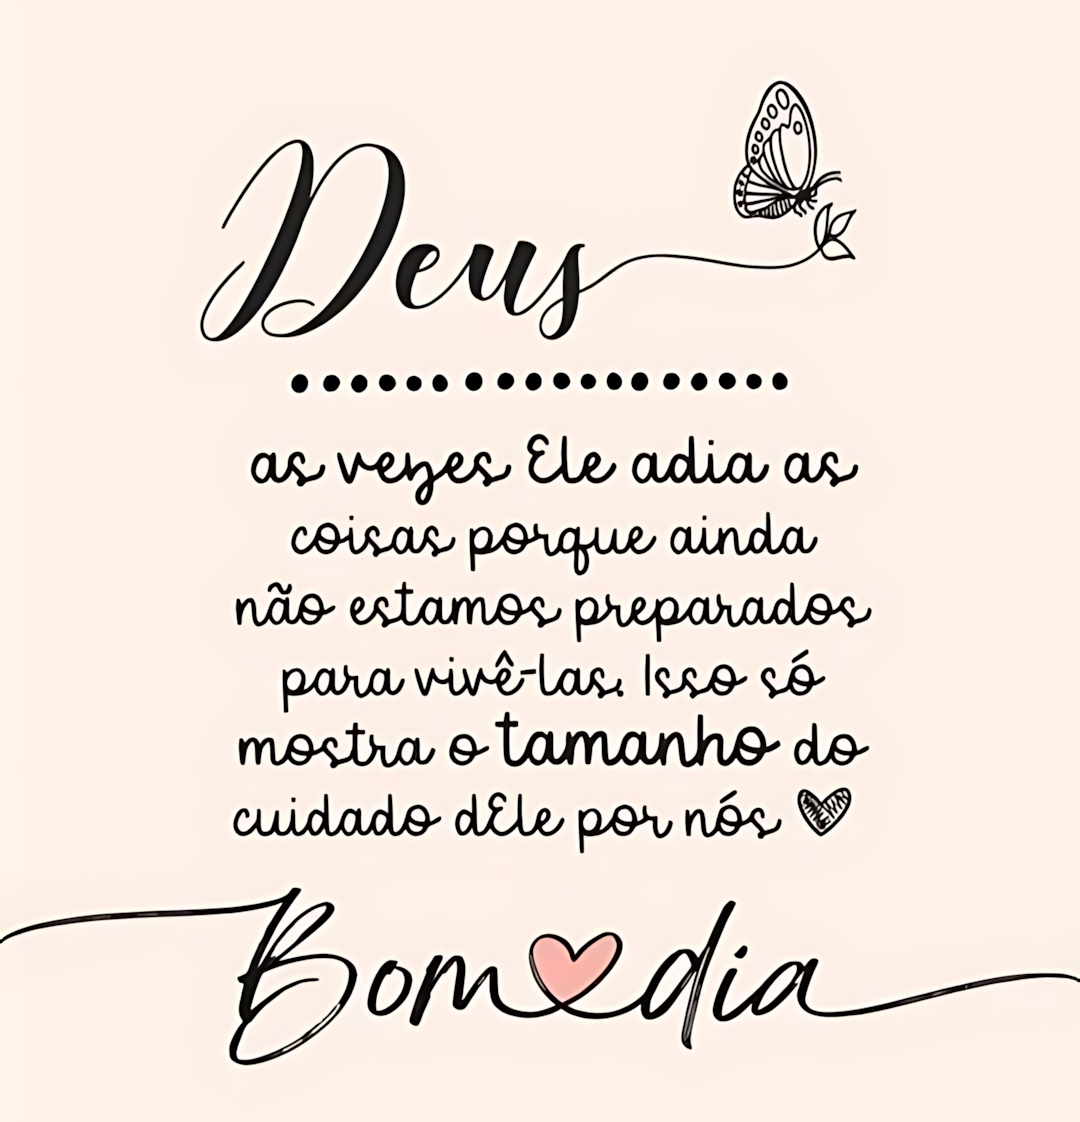 Deus
as vezes Ele adia as
coisas porque ainda
não estamos preparados
para vivê-las. Isso só
mostra o tamanho do
cuidado dEle por nós
Bom dia